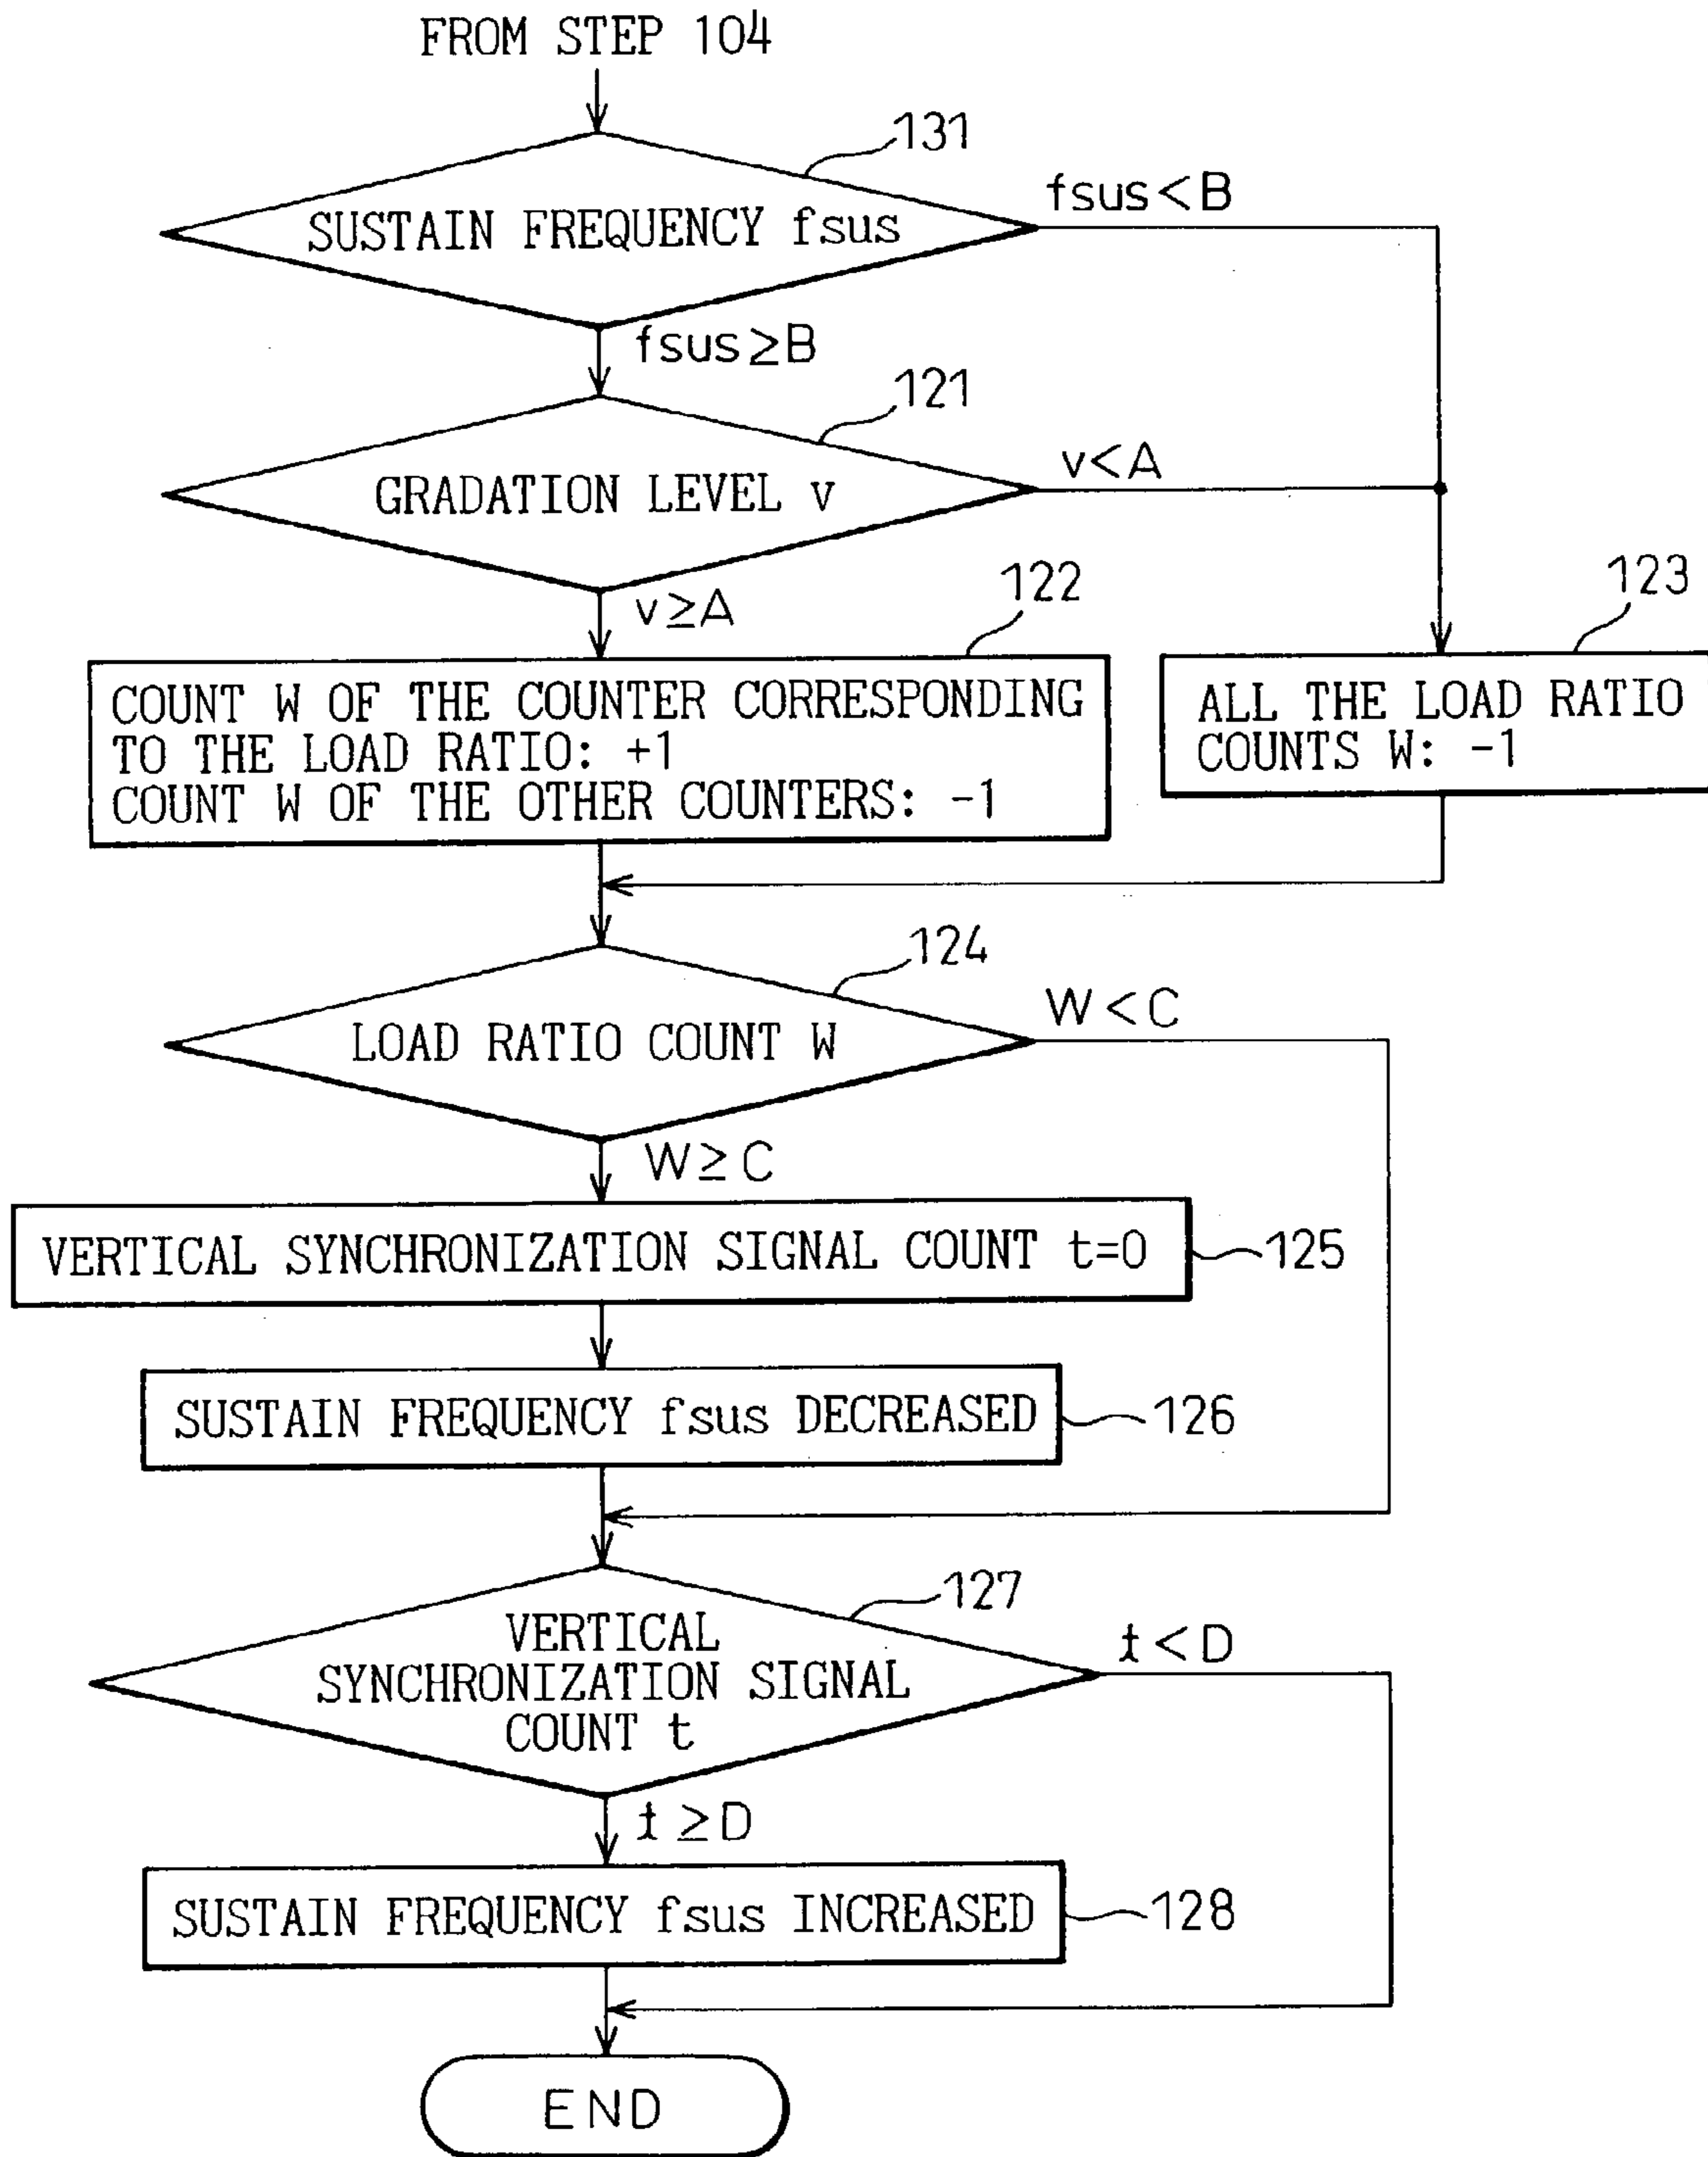 FROM STEP 104
131
SUSTAIN FREQUENCY fsus
fsus<B
fsus≥B
121
GRADATION LEVEL v
v<A
v≥A
122
COUNT W OF THE COUNTER CORRESPONDING
TO THE LOAD RATIO: +1
COUNT W OF THE OTHER COUNTERS: -1
123
ALL THE LOAD RATIO
COUNTS W: -1
124
LOAD RATIO COUNT W
W<C
W≥C
VERTICAL SYNCHRONIZATION SIGNAL COUNT t=0
125
SUSTAIN FREQUENCY fsus DECREASED
126
127
VERTICAL
SYNCHRONIZATION SIGNAL
COUNT t
t<D
t≥D
SUSTAIN FREQUENCY fsus INCREASED
128
END